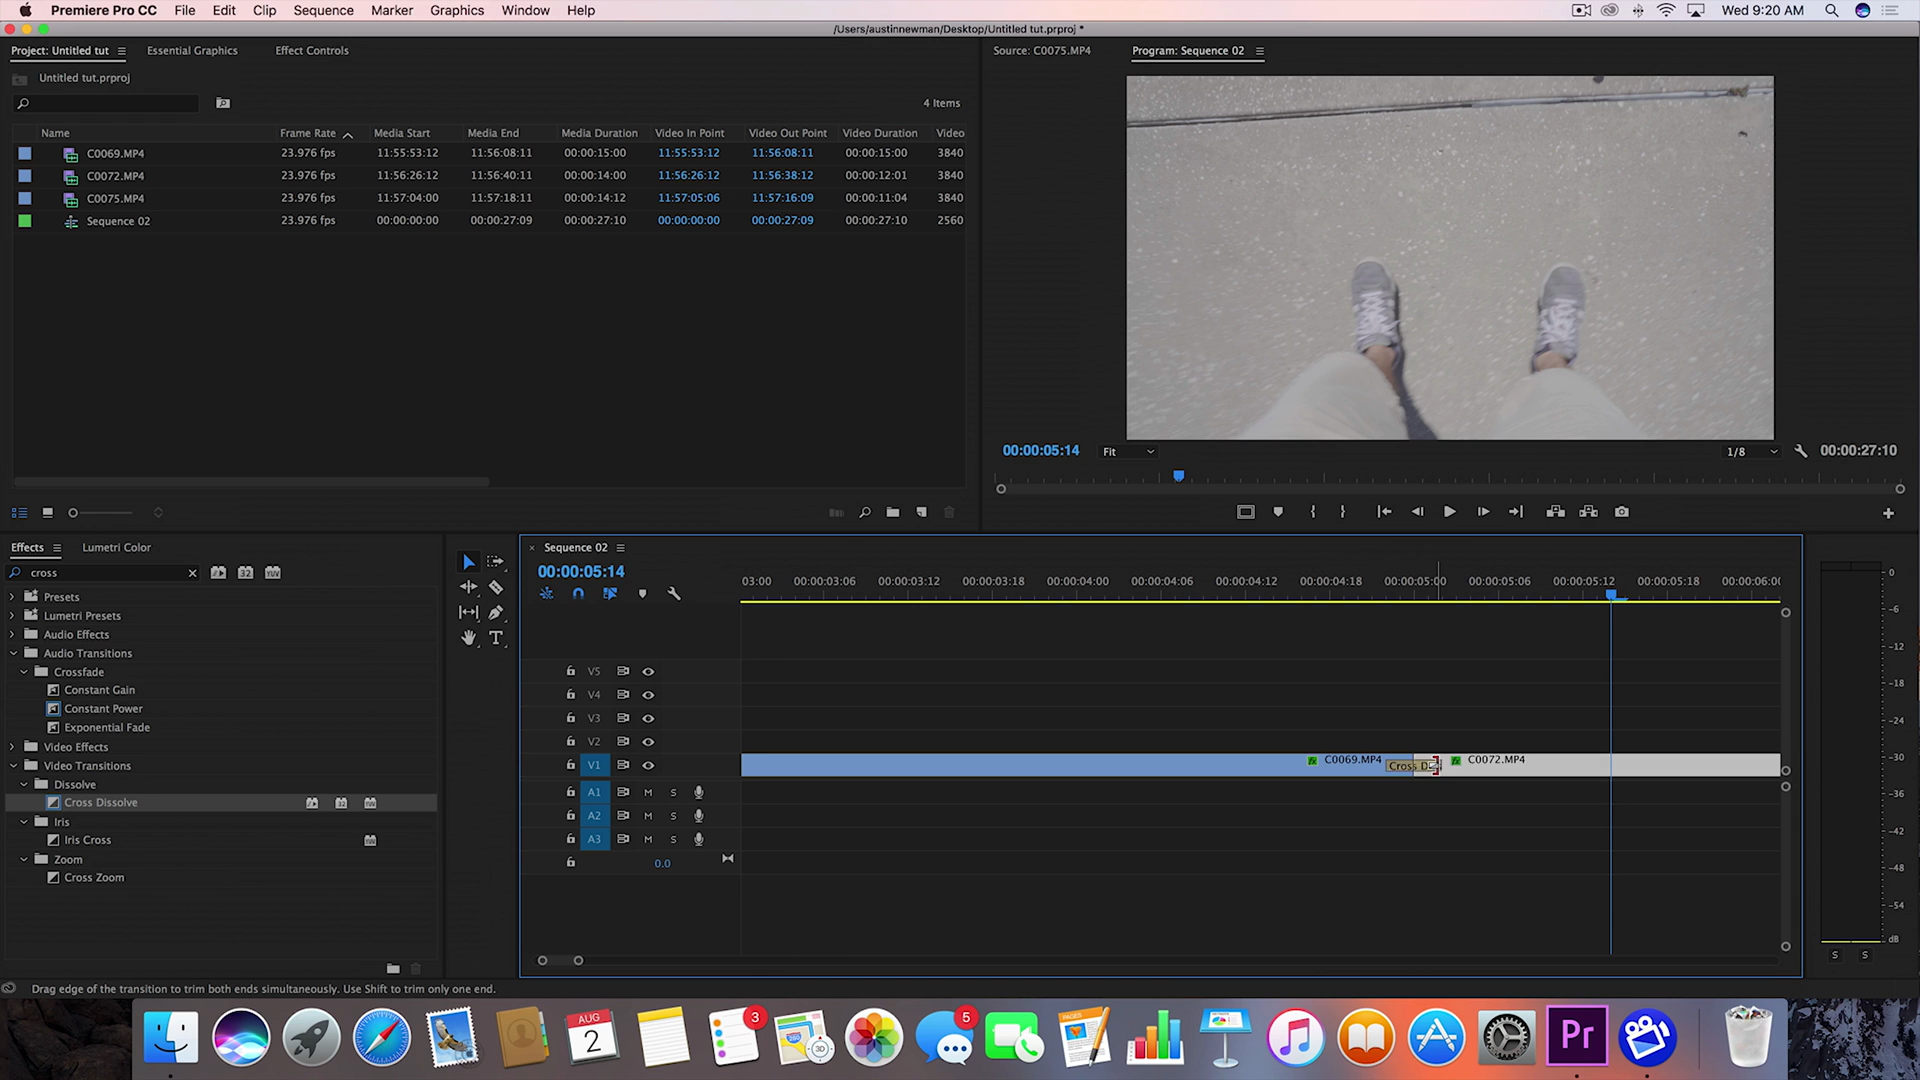 Premiere Pro CC File Edit Clip Sequence Marker Graphics Window Help Wed 9:20 AM
/Users/austinnewman/Desktop/Untitled tut.prproj *
Project: Untitled tut Essential Graphics Effect Controls
Source: C0075.MP4 Program: Sequence 02
Untitled tut.prproj
4 Items
Name Frame Rate Media Start Media End Media Duration Video In Point Video Out Point Video Duration Video
C0069.MP4 23.976 fps 11:55:53:12 11:56:08:11 00:00:15:00 11:55:53:12 11:56:08:11 00:00:15:00 3840
C0072.MP4 23.976 fps 11:56:26:12 11:56:40:11 00:00:14:00 11:56:26:12 11:56:38:12 00:00:12:01 3840
C0075.MP4 23.976 fps 11:57:04:00 11:57:18:11 00:00:14:12 11:57:05:06 11:57:16:09 00:00:11:04 3840
Sequence 02 23.976 fps 00:00:00:00 00:00:27:09 00:00:27:10 00:00:00:00 00:00:27:09 00:00:27:10 2560
00:00:05:14 Fit 1/8 00:00:27:10
Effects Lumetri Color
cross
32
YUV
Presets
Lumetri Presets
Audio Effects
Audio Transitions
Crossfade
Constant Gain
Constant Power
Exponential Fade
Video Effects
Video Transitions
Dissolve
Cross Dissolve
Iris
Iris Cross
Zoom
Cross Zoom
Sequence 02
00:00:05:14
03:00 00:00:03:06 00:00:03:12 00:00:03:18 00:00:04:00 00:00:04:06 00:00:04:12 00:00:04:18 00:00:05:00 00:00:05:06 00:00:05:12 00:00:05:18 00:00:06:00
V5
V4
V3
V2
V1 C0069.MP4 Cross D C0072.MP4
A1 M S
A2 M S
A3 M S
0.0
0
-6
-12
-18
-24
-30
-36
-42
-48
-54
dB
S S
Drag edge of the transition to trim both ends simultaneously. Use Shift to trim only one end.
AUG
2
3
280
3D
5
PAGES
Pr